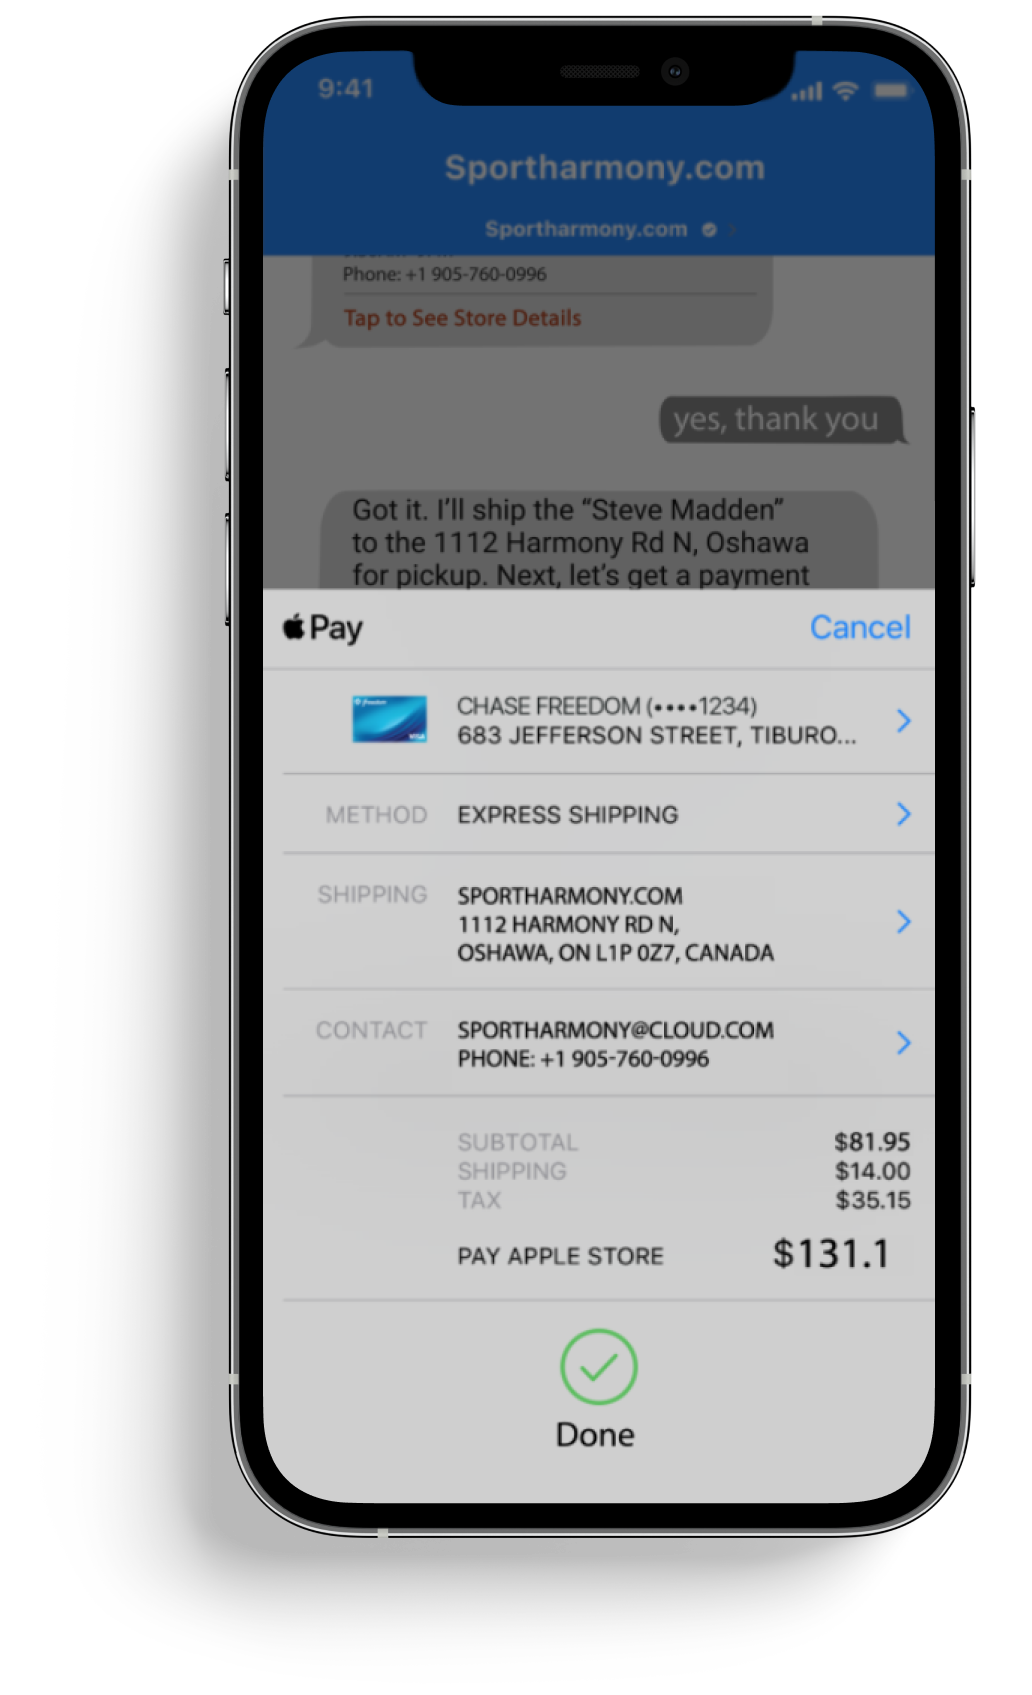 9:41
Sportharmony.com
Sportharmony.com
Phone: +1 905-760-0996
Tap to See Store Details
yes, thank you
Got it. I'll ship the “Steve Madden”
to the 1112 Harmony Rd N, Oshawa
for pickup. Next, let's get a payment
Pay
Cancel
freedom
VISA
CHASE FREEDOM (••••1234)
683 JEFFERSON STREET, TIBURO...
METHOD EXPRESS SHIPPING
SHIPPING SPORTHARMONY.COM
1112 HARMONY RD N,
OSHAWA, ON L1P 0Z7, CANADA
CONTACT SPORTHARMONY@CLOUD.COM
PHONE: +1 905-760-0996
SUBTOTAL $81.95
SHIPPING $14.00
TAX $35.15
PAY APPLE STORE $131.1
Done